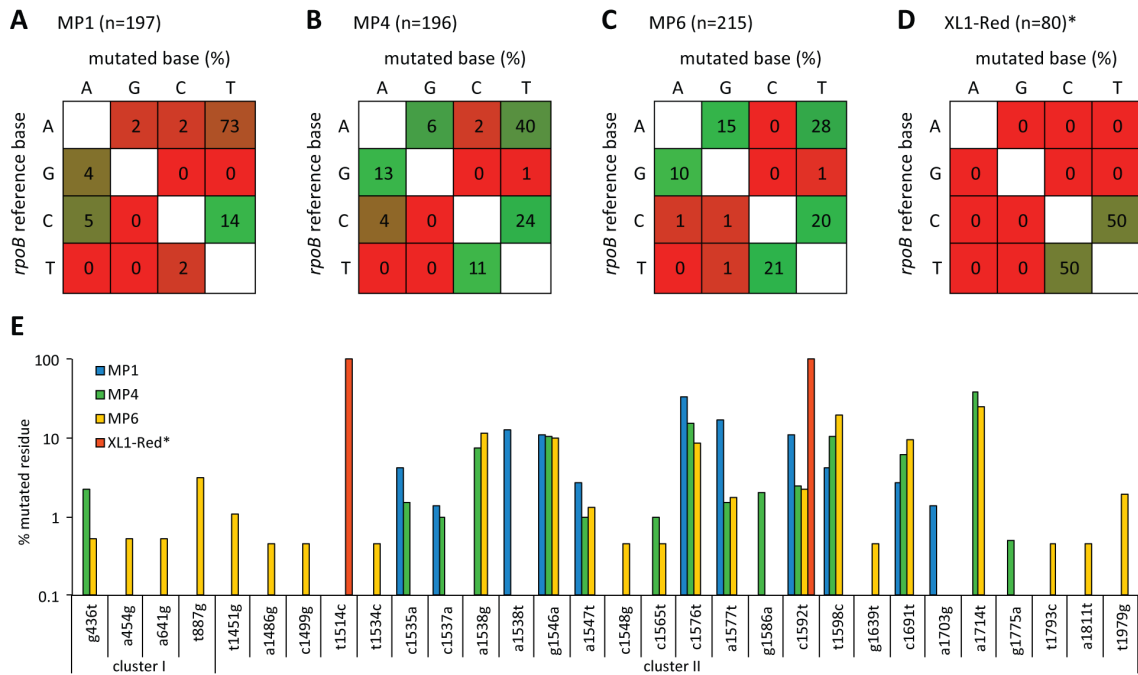 A MP1 (n=197)
mutated base (%)
A G C T
rpoB reference base
A 2 2 73
G 4 0 0
C 5 0 14
T 0 0 2
B MP4 (n=196)
mutated base (%)
A G C T
rpoB reference base
A 6 2 40
G 13 0 1
C 4 0 24
T 0 0 11
C MP6 (n=215)
mutated base (%)
A G C T
rpoB reference base
A 15 0 28
G 10 0 1
C 1 1 20
T 0 1 21
D XL1-Red (n=80)*
mutated base (%)
A G C T
rpoB reference base
A 0 0 0
G 0 0 0
C 0 0 50
T 0 0 50
E
% mutated residue
100
10
1
0.1
MP1
MP4
MP6
XL1-Red*
g436t
a454g
a641g
t887g
t1451g
a1486g
c1499g
t1514c
t1534c
c1535a
c1537a
a1538g
a1538t
g1546a
a1547t
c1548g
c1565t
c1576t
a1577t
g1586a
c1592t
t1598c
g1639t
c1691t
a1703g
a1714t
g1775a
t1793c
a1811t
t1979g
cluster I
cluster II